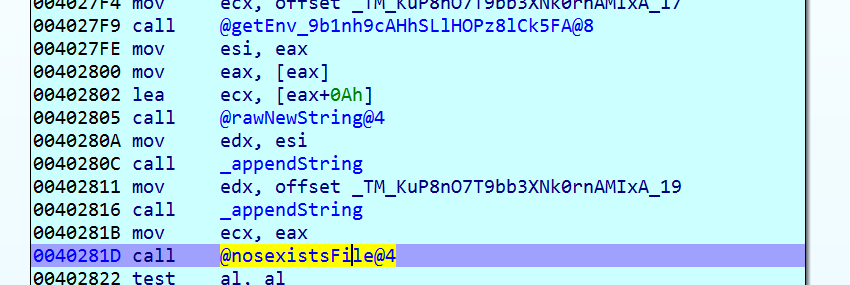 004027F4 mov ecx, offset _TM_KuP8nO7T9bb3XNk0rnAMIxA_17
004027F9 call @getEnv_9b1nh9cAHhSLlHOPz8lCk5FA@8
004027FE mov esi, eax
00402800 mov eax, [eax]
00402802 lea ecx, [eax+0Ah]
00402805 call @rawNewString@4
0040280A mov edx, esi
0040280C call _appendString
00402811 mov edx, offset _TM_KuP8nO7T9bb3XNk0rnAMIxA_19
00402816 call _appendString
0040281B mov ecx, eax
0040281D call @nosexistsFile@4
00402822 test al, al